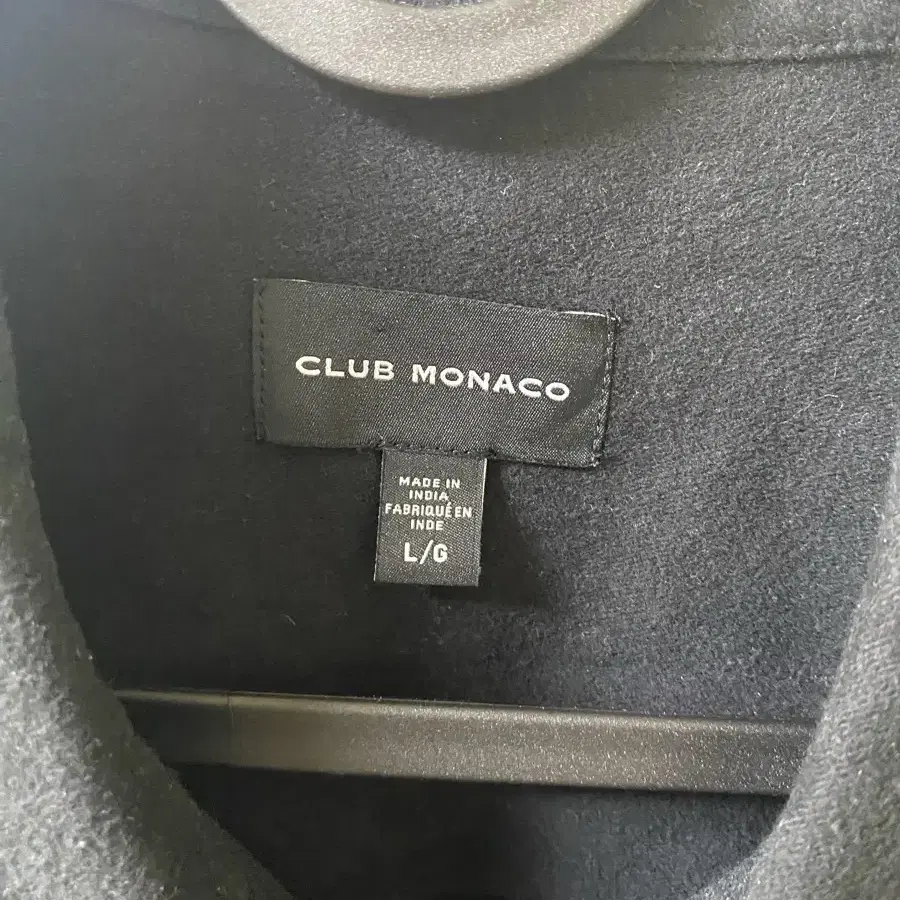 CLUB MONACO
MADE IN
INDIA
FABRIQUÉ EN
INDE
L/G